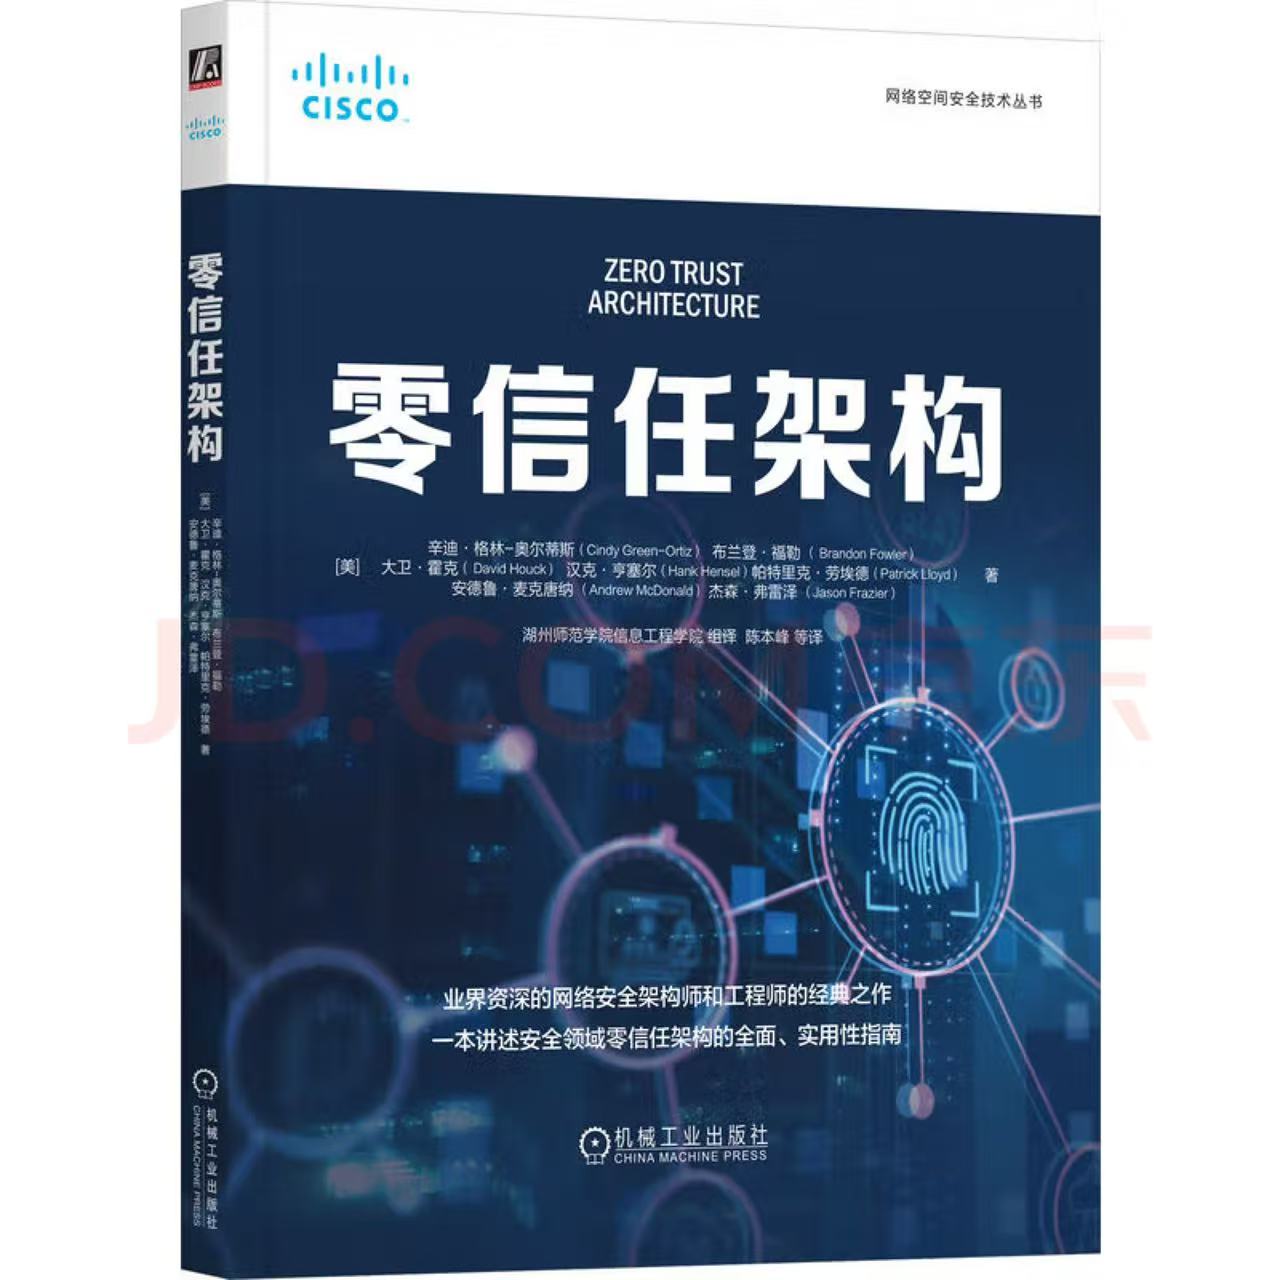 CISCO
网络空间安全技术丛书
ZERO TRUST
ARCHITECTURE
零信任架构
辛迪·格林-奥尔蒂斯（Cindy Green-Ortiz） 布兰登·福勒（Brandon Fowler）
[美] 大卫·霍克（David Houck） 汉克·亨塞尔（Hank Hensel） 帕特里克·劳埃德（Patrick Lloyd） 著
安德鲁·麦克唐纳（Andrew McDonald） 杰森·弗雷泽（Jason Frazier）
湖州师范学院信息工程学院 组译 陈本峰 等译
JD.COM 京东
业界资深的网络安全架构师和工程师的经典之作
一本讲述安全领域零信任架构的全面、实用性指南
机械工业出版社
CHINA MACHINE PRESS
CISCO
零信任架构
[美] 辛迪·格林-奥尔蒂斯 布兰登·福勒
大卫·霍克 汉克·亨塞尔 帕特里克·劳埃德 著
安德鲁·麦克唐纳 杰森·弗雷泽
机械工业出版社
CHINA MACHINE PRESS